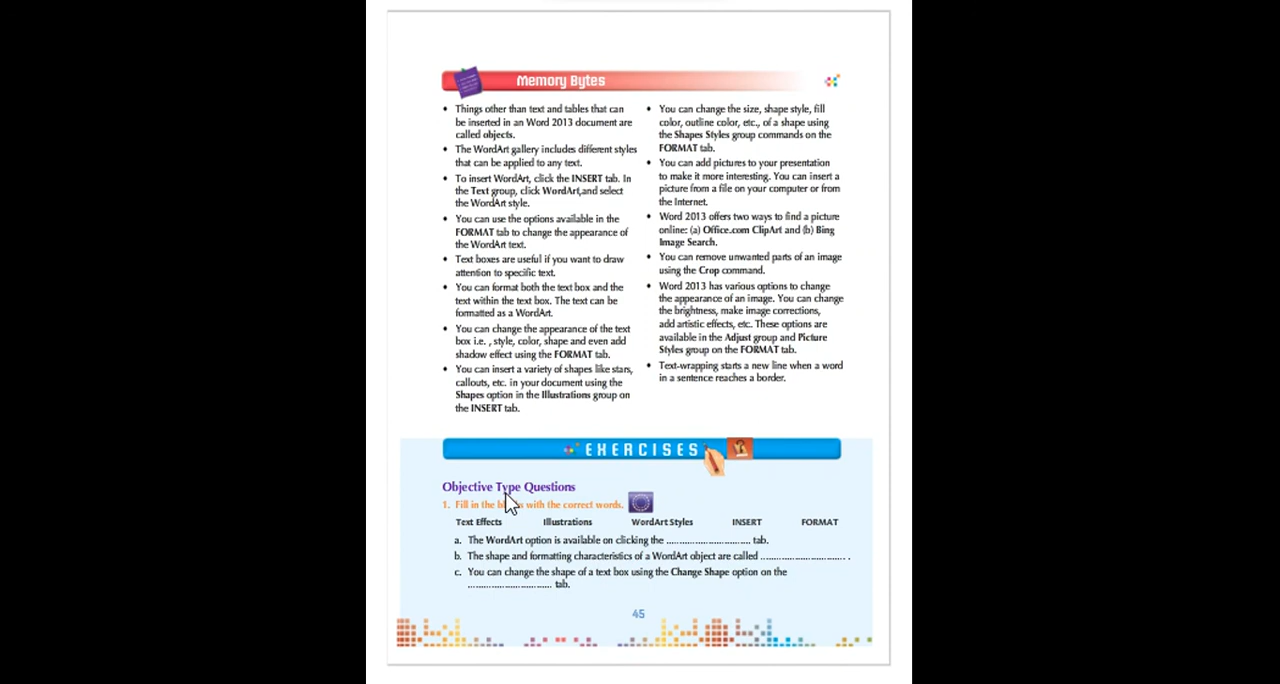 Memory Bytes
• Things other than text and tables that can
be inserted in an Word 2013 document are
called objects.
• The WordArt gallery includes different styles
that can be applied to any text.
• To insert WordArt, click the INSERT tab. In
the Text group, click WordArt,and select
the WordArt style.
• You can use the options available in the
FORMAT tab to change the appearance of
the WordArt text.
• Text boxes are useful if you want to draw
attention to specific text.
• You can format both the text box and the
text within the text box. The text can be
formatted as a WordArt.
• You can change the appearance of the text
box i.e. , style, color, shape and even add
shadow effect using the FORMAT tab.
• You can insert a variety of shapes like stars,
callouts, etc. in your document using the
Shapes option in the Illustrations group on
the INSERT tab.
• You can change the size, shape style, fill
color, outline color, etc., of a shape using
the Shapes Styles group commands on the
FORMAT tab.
• You can add pictures to your presentation
to make it more interesting. You can insert a
picture from a file on your computer or from
the Internet.
• Word 2013 offers two ways to find a picture
online: (a) Office.com ClipArt and (b) Bing
Image Search.
• You can remove unwanted parts of an image
using the Crop command.
• Word 2013 has various options to change
the appearance of an image. You can change
the brightness, make image corrections,
add artistic effects, etc. These options are
available in the Adjust group and Picture
Styles group on the FORMAT tab.
• Text-wrapping starts a new line when a word
in a sentence reaches a border.
EXERCISES
Objective Type Questions
1. Fill in the blanks with the correct words.
Text Effects Illustrations WordArt Styles INSERT FORMAT
a. The WordArt option is available on clicking the .............................. tab.
b. The shape and formatting characteristics of a WordArt object are called .............................. .
c. You can change the shape of a text box using the Change Shape option on the
.............................. tab.
45